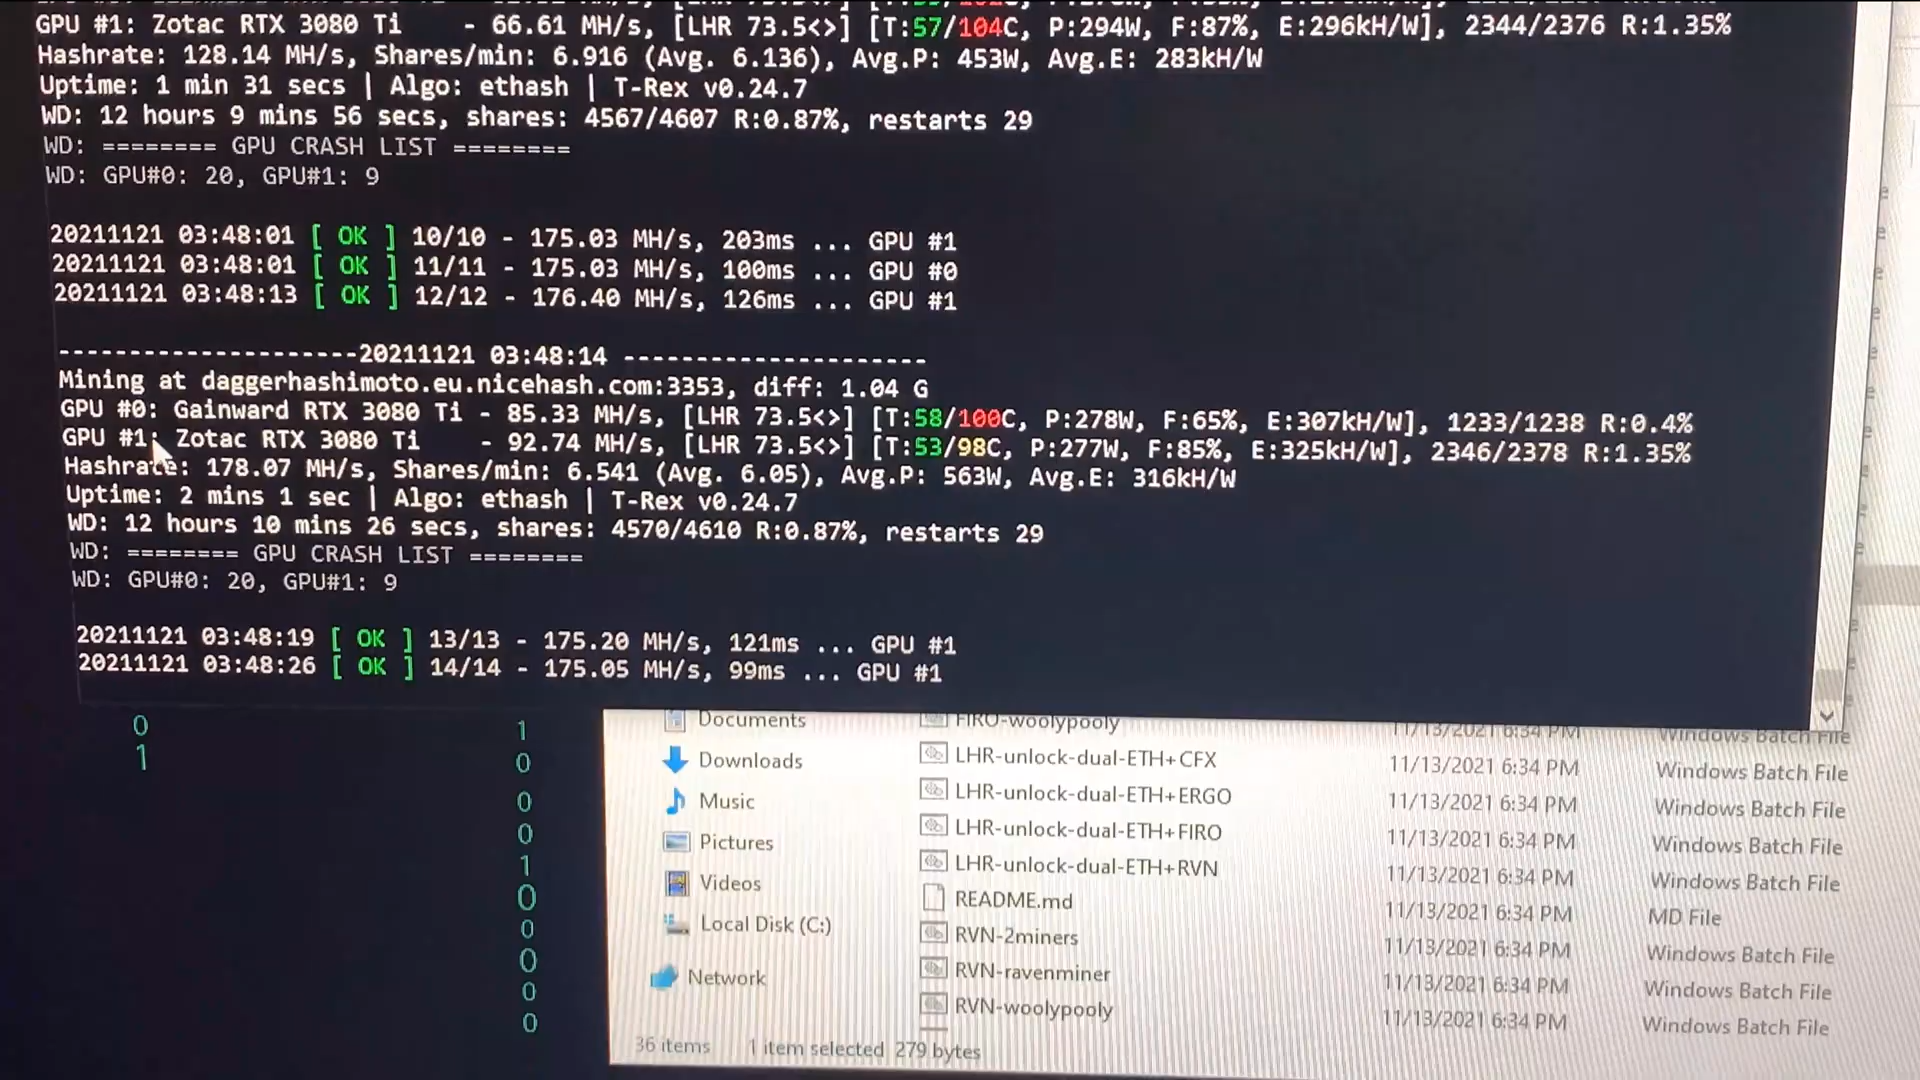 GPU #1: Zotac RTX 3080 Ti    - 66.61 MH/s, [LHR 73.5<>] [T:57/104C, P:294W, F:87%, E:296kH/W], 2344/2376 R:1.35%
Hashrate: 128.14 MH/s, Shares/min: 6.916 (Avg. 6.136), Avg.P: 453W, Avg.E: 283kH/W
Uptime: 1 min 31 secs | Algo: ethash | T-Rex v0.24.7
WD: 12 hours 9 mins 56 secs, shares: 4567/4607 R:0.87%, restarts 29
WD: ======== GPU CRASH LIST ========
WD: GPU#0: 20, GPU#1: 9
20211121 03:48:01 [ OK ] 10/10 - 175.03 MH/s, 203ms ... GPU #1
20211121 03:48:01 [ OK ] 11/11 - 175.03 MH/s, 100ms ... GPU #0
20211121 03:48:13 [ OK ] 12/12 - 176.40 MH/s, 126ms ... GPU #1
---------------------20211121 03:48:14 ---------------------
Mining at daggerhashimoto.eu.nicehash.com:3353, diff: 1.04 G
GPU #0: Gainward RTX 3080 Ti - 85.33 MH/s, [LHR 73.5<>] [T:58/100C, P:278W, F:65%, E:307kH/W], 1233/1238 R:0.4%
GPU #1: Zotac RTX 3080 Ti    - 92.74 MH/s, [LHR 73.5<>] [T:53/98C, P:277W, F:85%, E:325kH/W], 2346/2378 R:1.35%
Hashrate: 178.07 MH/s, Shares/min: 6.541 (Avg. 6.05), Avg.P: 563W, Avg.E: 316kH/W
Uptime: 2 mins 1 sec | Algo: ethash | T-Rex v0.24.7
WD: 12 hours 10 mins 26 secs, shares: 4570/4610 R:0.87%, restarts 29
WD: ======== GPU CRASH LIST ========
WD: GPU#0: 20, GPU#1: 9
20211121 03:48:19 [ OK ] 13/13 - 175.20 MH/s, 121ms ... GPU #1
20211121 03:48:26 [ OK ] 14/14 - 175.05 MH/s, 99ms ... GPU #1
0
1
1
0
0
0
1
0
0
0
0
0
Documents
Downloads
Music
Pictures
Videos
Local Disk (C:)
Network
FIRO-woolypooly 11/13/2021 6:34 PM Windows Batch File
LHR-unlock-dual-ETH+CFX 11/13/2021 6:34 PM Windows Batch File
LHR-unlock-dual-ETH+ERGO 11/13/2021 6:34 PM Windows Batch File
LHR-unlock-dual-ETH+FIRO 11/13/2021 6:34 PM Windows Batch File
LHR-unlock-dual-ETH+RVN 11/13/2021 6:34 PM Windows Batch File
README.md 11/13/2021 6:34 PM MD File
RVN-2miners 11/13/2021 6:34 PM Windows Batch File
RVN-ravenminer 11/13/2021 6:34 PM Windows Batch File
RVN-woolypooly 11/13/2021 6:34 PM Windows Batch File
36 items 1 item selected 279 bytes